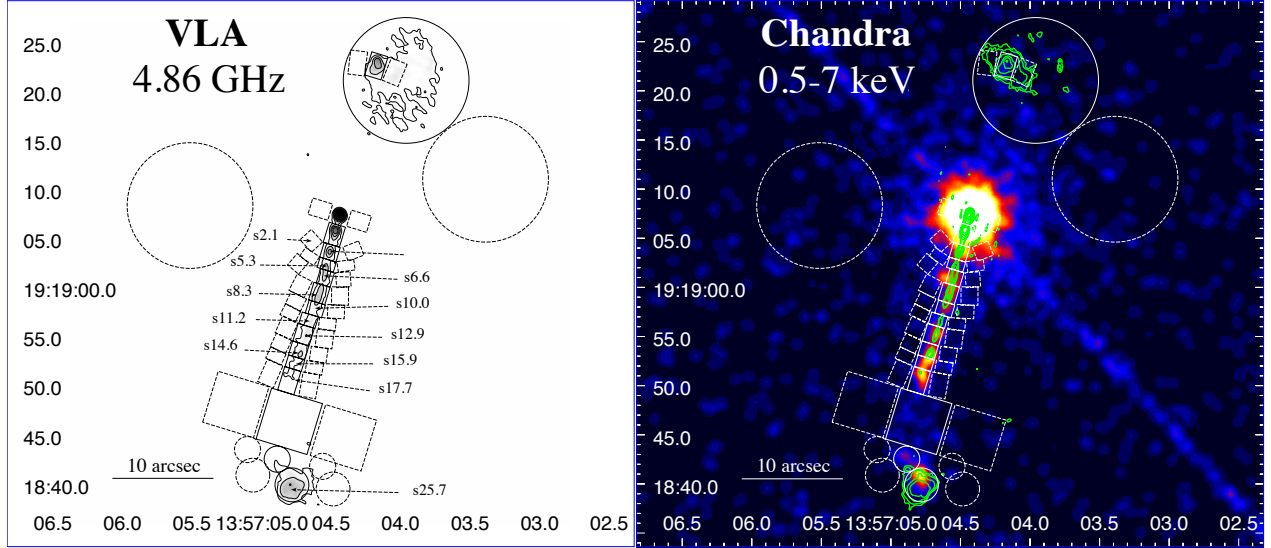 VLA
4.86 GHz
25.0
20.0
15.0
10.0
05.0
19:19:00.0
55.0
50.0
45.0
18:40.0
s2.1
s5.3
s6.6
s8.3
s10.0
s11.2
s12.9
s14.6
s15.9
s17.7
s25.7
10 arcsec
06.5 06.0 05.5 13:57:05.0 04.5 04.0 03.5 03.0 02.5
Chandra
0.5-7 keV
25.0
20.0
15.0
10.0
05.0
19:19:00.0
55.0
50.0
45.0
18:40.0
10 arcsec
06.5 06.0 05.5 13:57:05.0 04.5 04.0 03.5 03.0 02.5